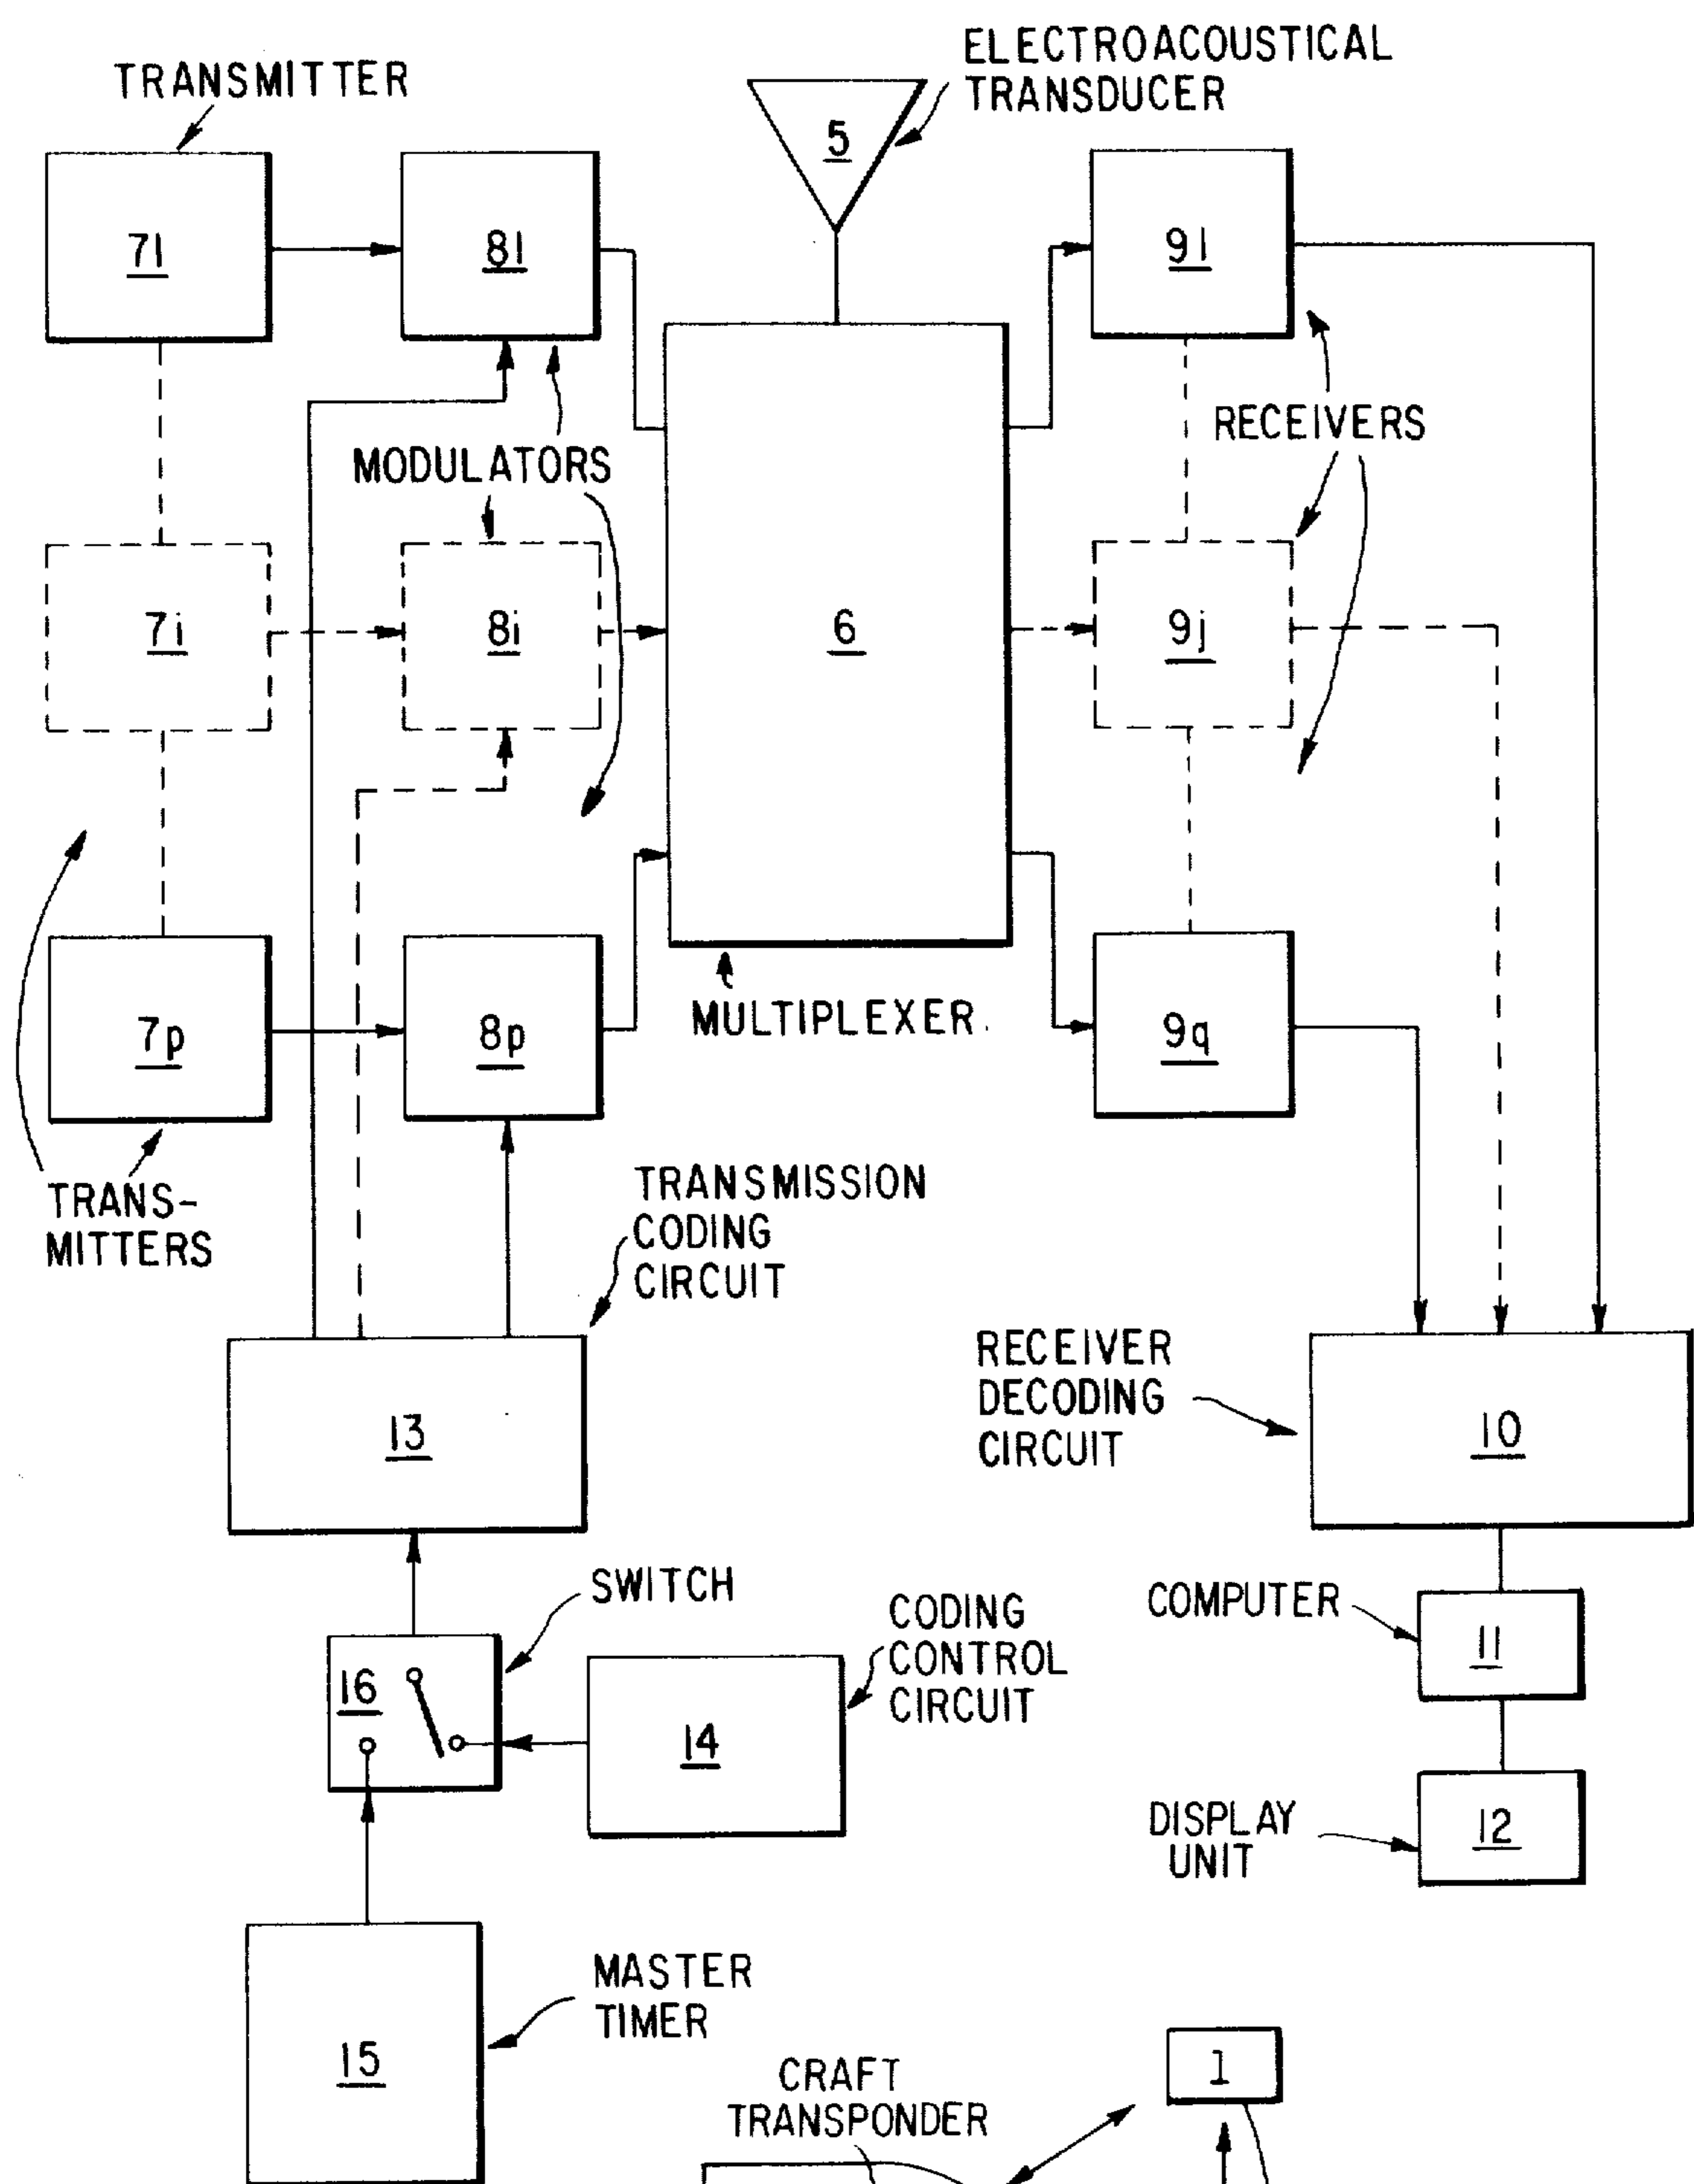 ELECTROACOUSTICAL
TRANSDUCER
TRANSMITTER
5
71
81
91
MODULATORS
RECEIVERS
7i
8i
6
9j
MULTIPLEXER
7p
8p
9q
TRANS-
MITTERS
TRANSMISSION
CODING
CIRCUIT
RECEIVER
DECODING
CIRCUIT
13
10
SWITCH
COMPUTER
11
CODING
CONTROL
CIRCUIT
16
14
DISPLAY
UNIT
12
MASTER
TIMER
15
CRAFT
TRANSPONDER
1